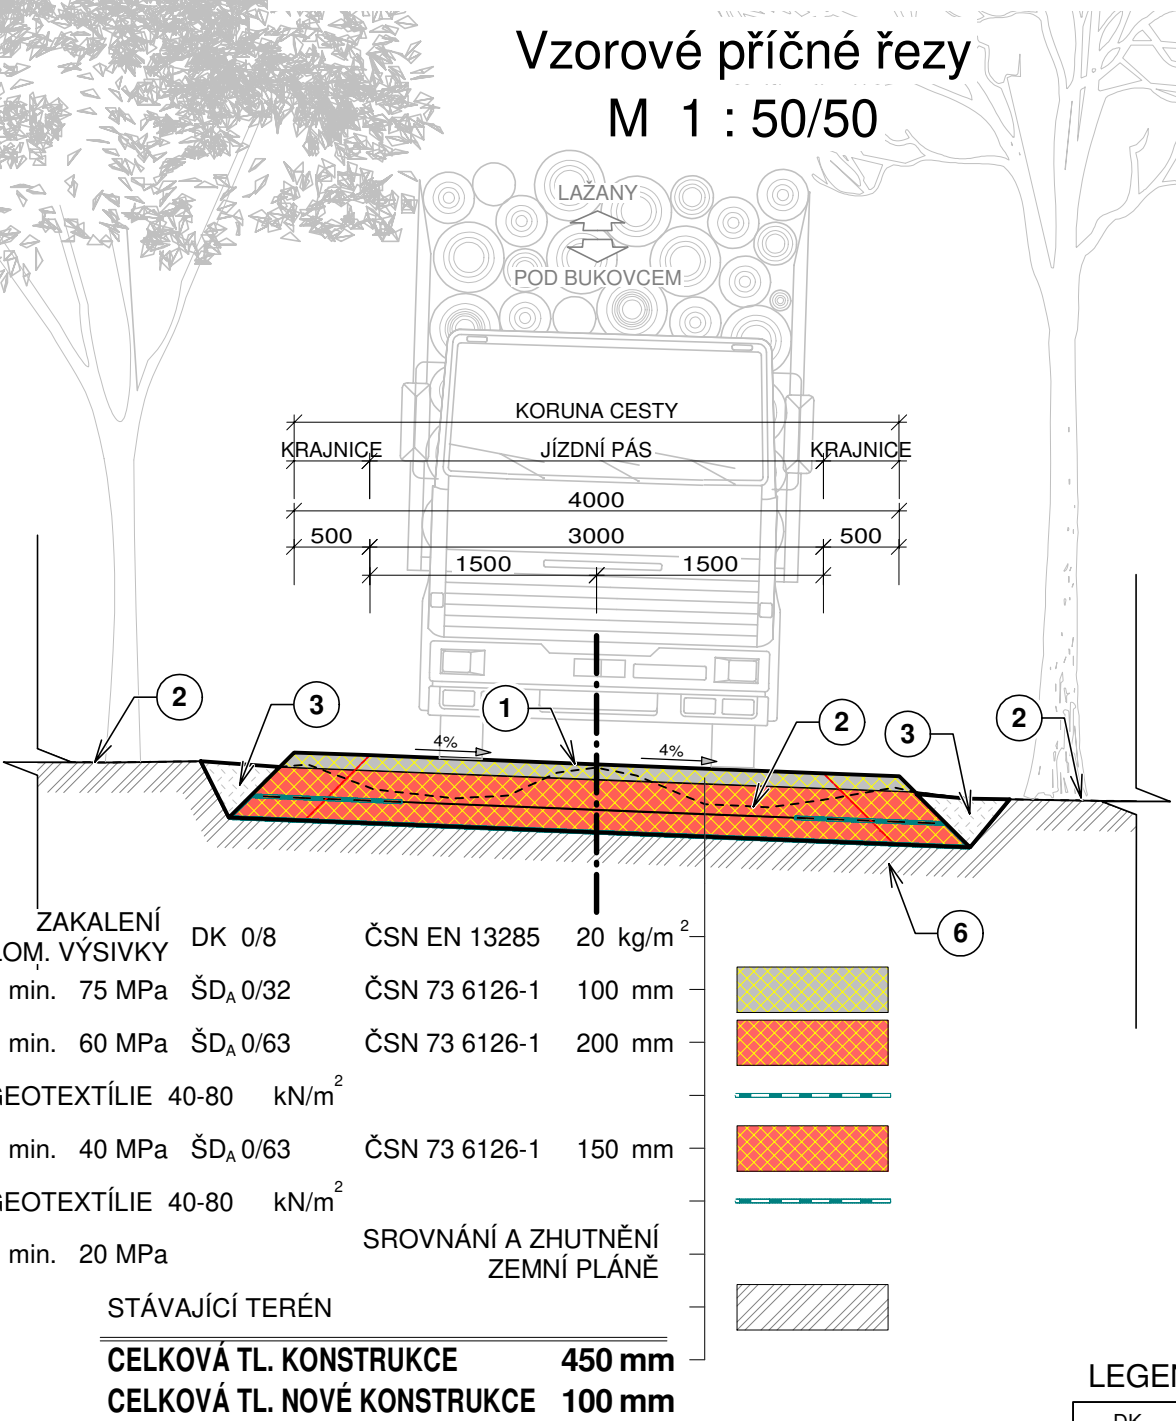 Vzorové příčné řezy
M 1 : 50/50
LAŽANY
POD BUKOVCEM
KORUNA CESTY
KRAJNICE JÍZDNÍ PÁS KRAJNICE
4000
500 3000 500
1500 1500
2 3 1 2 3 2
4% 4%
6
ZAKALENÍ
LOM. VÝSIVKY DK 0/8 ČSN EN 13285 20 kg/m²
min. 75 MPa ŠDA 0/32 ČSN 73 6126-1 100 mm
min. 60 MPa ŠDA 0/63 ČSN 73 6126-1 200 mm
GEOTEXTÍLIE 40-80 kN/m²
min. 40 MPa ŠDA 0/63 ČSN 73 6126-1 150 mm
GEOTEXTÍLIE 40-80 kN/m²
min. 20 MPa SROVNÁNÍ A ZHUTNĚNÍ
ZEMNÍ PLÁNĚ
STÁVAJÍCÍ TERÉN
CELKOVÁ TL. KONSTRUKCE 450 mm
CELKOVÁ TL. NOVÉ KONSTRUKCE 100 mm
LEGEN
DK